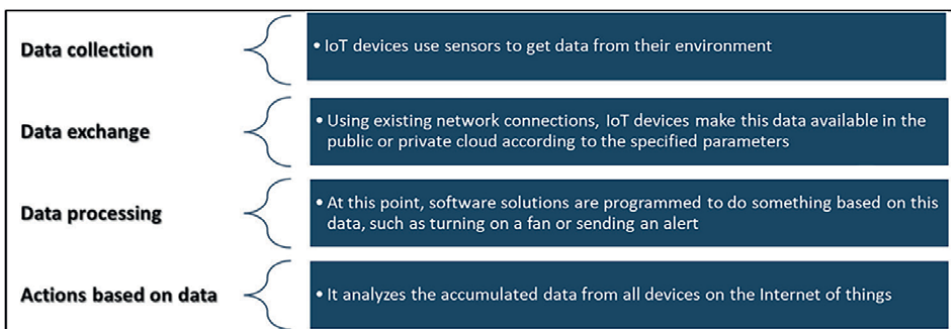 Data collection
• IoT devices use sensors to get data from their environment
Data exchange
• Using existing network connections, IoT devices make this data available in the
public or private cloud according to the specified parameters
Data processing
• At this point, software solutions are programmed to do something based on this
data, such as turning on a fan or sending an alert
Actions based on data
• It analyzes the accumulated data from all devices on the Internet of things